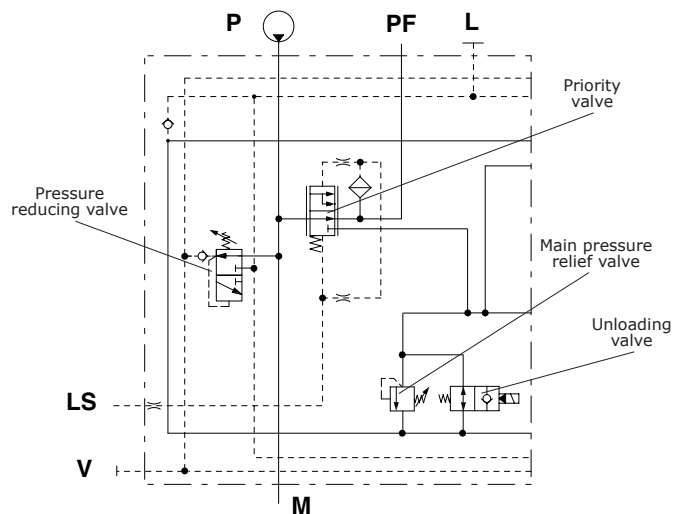 P
PF
L
Priority
valve
Pressure
reducing valve
Main pressure
relief valve
Unloading
valve
LS
V
M